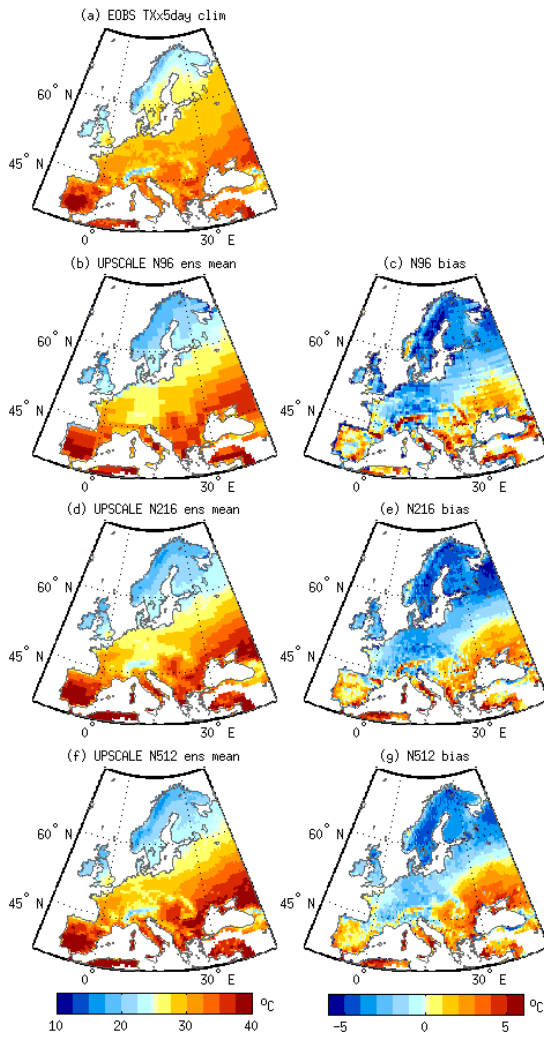 (a) EOBS TXx5day clim
60° N
45° N
0°
30° E
(b) UPSCALE N96 ens mean
(c) N96 bias
60° N
60° N
45° N
45° N
0°
30° E
0°
30° E
(d) UPSCALE N216 ens mean
(e) N216 bias
60° N
60° N
45° N
45° N
0°
30° E
0°
30° E
(f) UPSCALE N512 ens mean
(g) N512 bias
60° N
60° N
45° N
45° N
0°
30° E
0°
30° E
°C
°C
10 20 30 40
−5 0 5